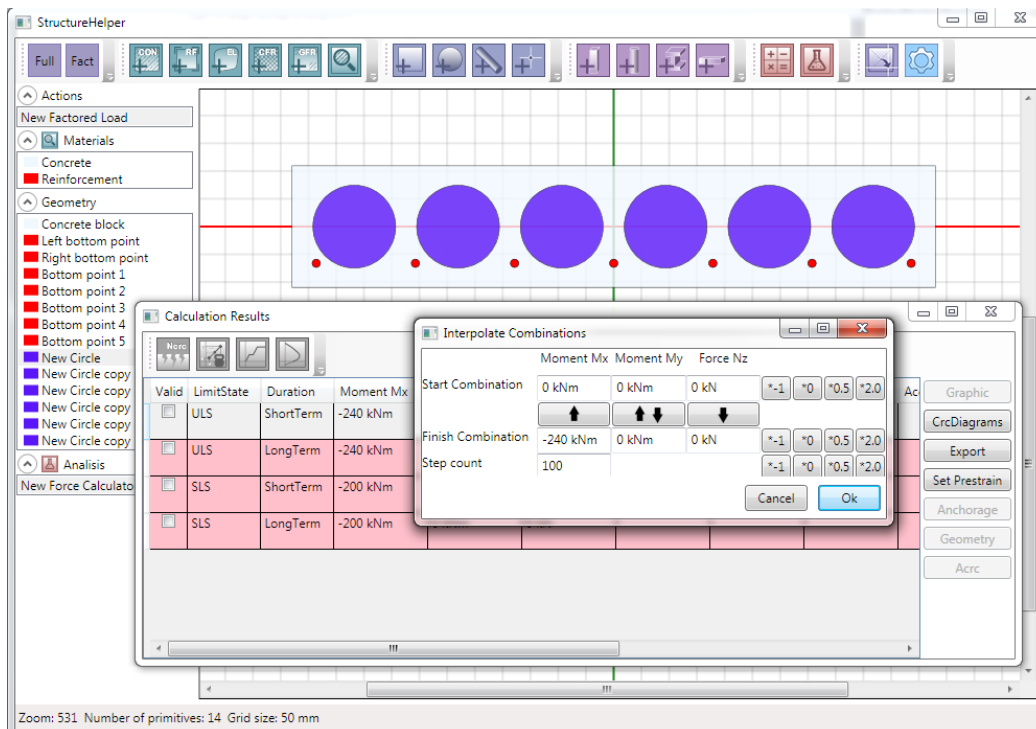 StructureHelper
Full Fact CON RF EL CFR GFR
Actions
New Factored Load
Materials
Concrete
Reinforcement
Geometry
Concrete block
Left bottom point
Right bottom point
Bottom point 1
Bottom point 2
Bottom point 3
Bottom point 4
Bottom point 5
New Circle
New Circle copy
New Circle copy
New Circle copy
New Circle copy
New Circle copy
Analisis
New Force Calculato
Calculation Results
Ncrc
Valid LimitState Duration Moment Mx Acr
ULS ShortTerm -240 kNm
ULS LongTerm -240 kNm
SLS ShortTerm -200 kNm
SLS LongTerm -200 kNm
Graphic
CrcDiagrams
Export
Set Prestrain
Anchorage
Geometry
Acrc
Interpolate Combinations
Moment Mx Moment My Force Nz
Start Combination 0 kNm 0 kNm 0 kN *-1 *0 *0.5 *2.0
Finish Combination -240 kNm 0 kNm 0 kN *-1 *0 *0.5 *2.0
Step count 100 *-1 *0 *0.5 *2.0
Cancel Ok
Zoom: 531 Number of primitives: 14 Grid size: 50 mm